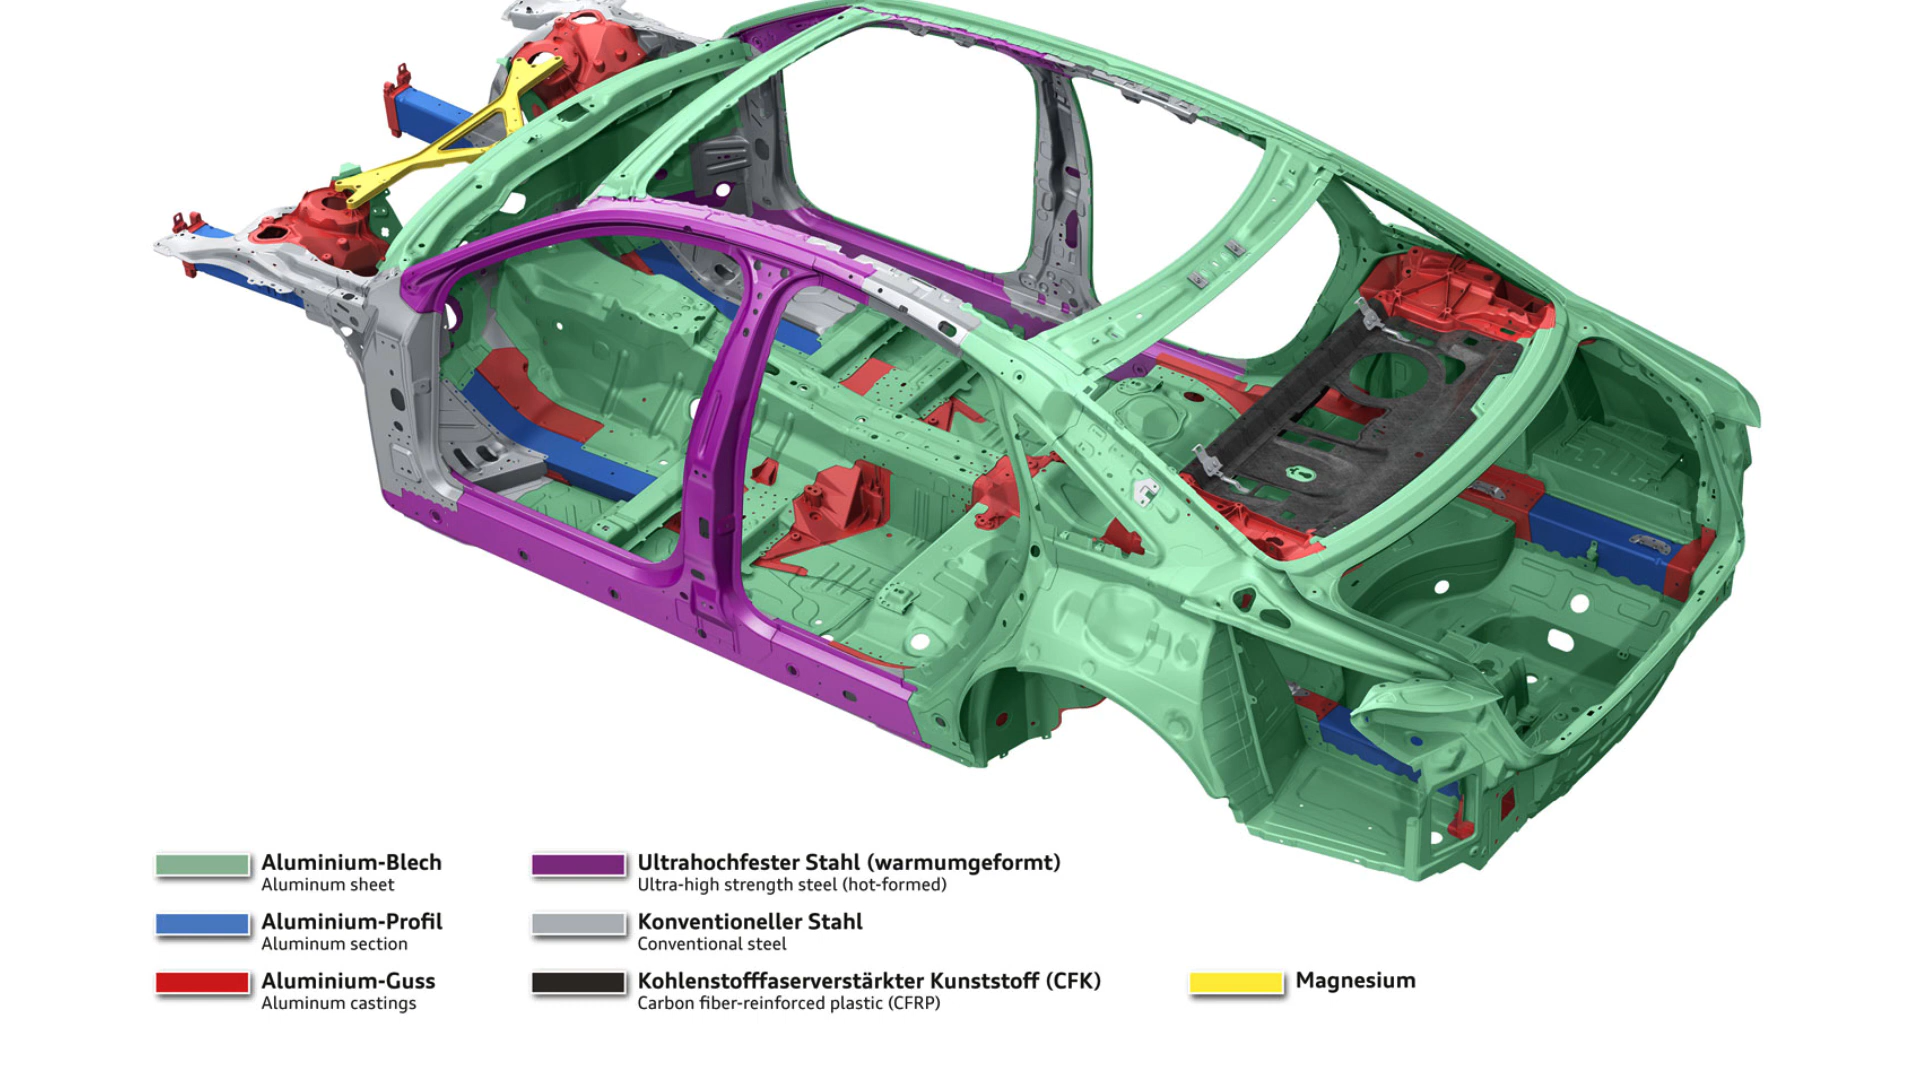 Aluminium-Blech
Aluminum sheet
Ultrahochfester Stahl (warmumgeformt)
Ultra-high strength steel (hot-formed)
Aluminium-Profil
Aluminum section
Konventioneller Stahl
Conventional steel
Aluminium-Guss
Aluminum castings
Kohlenstofffaserverstärkter Kunststoff (CFK)
Carbon fiber-reinforced plastic (CFRP)
Magnesium